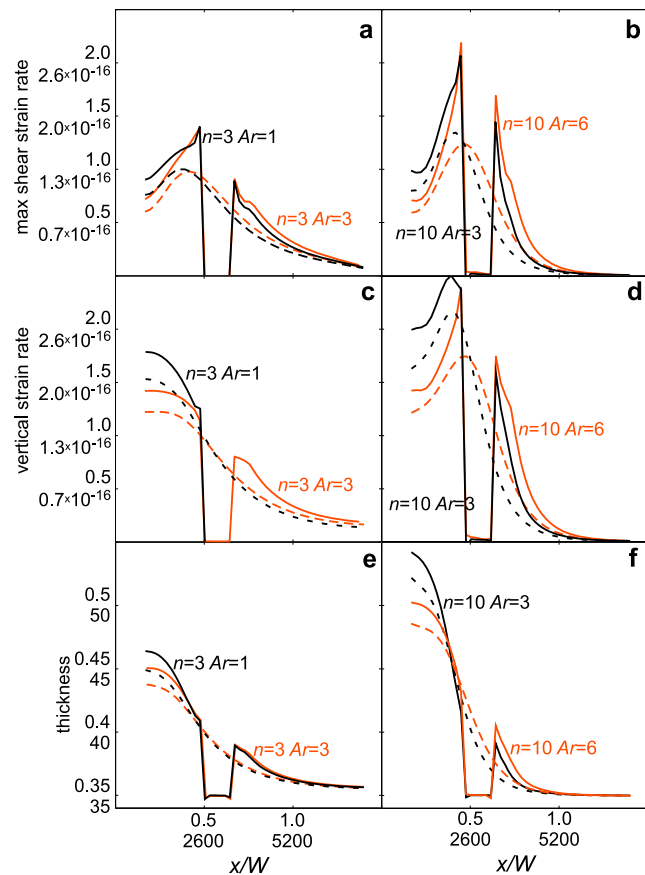 a
max shear strain rate
2.0
2.6×10-16
1.5
2.0×10-16
1.0
1.3×10-16
0.5
0.7×10-16
n=3 Ar=1
n=3 Ar=3
b
n=10 Ar=6
n=10 Ar=3
c
vertical strain rate
2.0
2.6×10-16
1.5
2.0×10-16
1.0
1.3×10-16
0.5
0.7×10-16
n=3 Ar=1
n=3 Ar=3
d
n=10 Ar=6
n=10 Ar=3
e
thickness
0.5
50
0.45
45
0.4
40
0.35
35
n=3 Ar=1
n=3 Ar=3
f
n=10 Ar=3
n=10 Ar=6
0.5 1.0
2600 5200
x/W
0.5 1.0
2600 5200
x/W